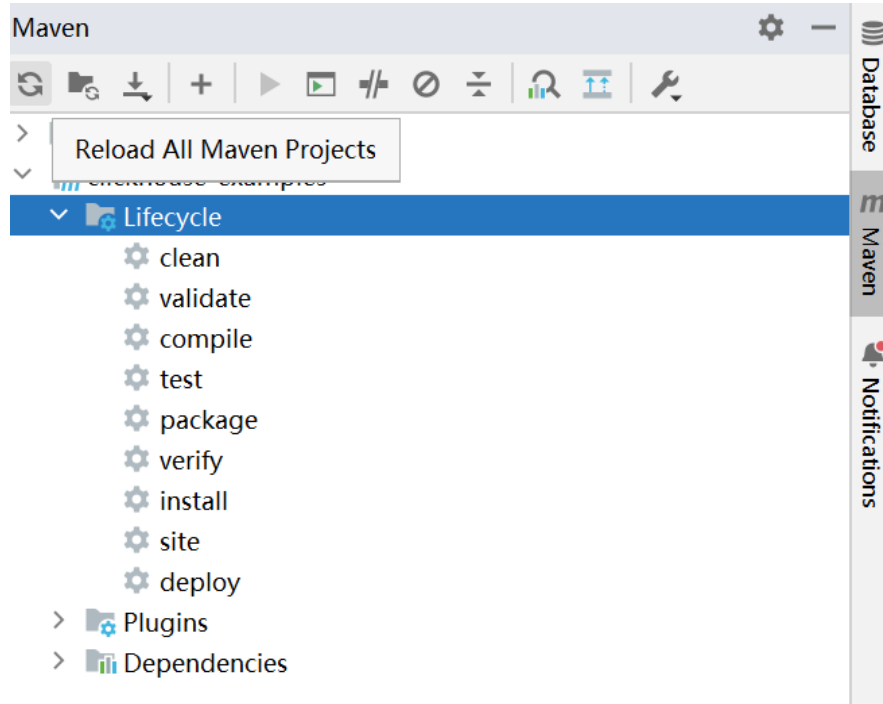 Maven
Reload All Maven Projects
Lifecycle
clean
validate
compile
test
package
verify
install
site
deploy
Plugins
Dependencies
Database
Maven
Notifications